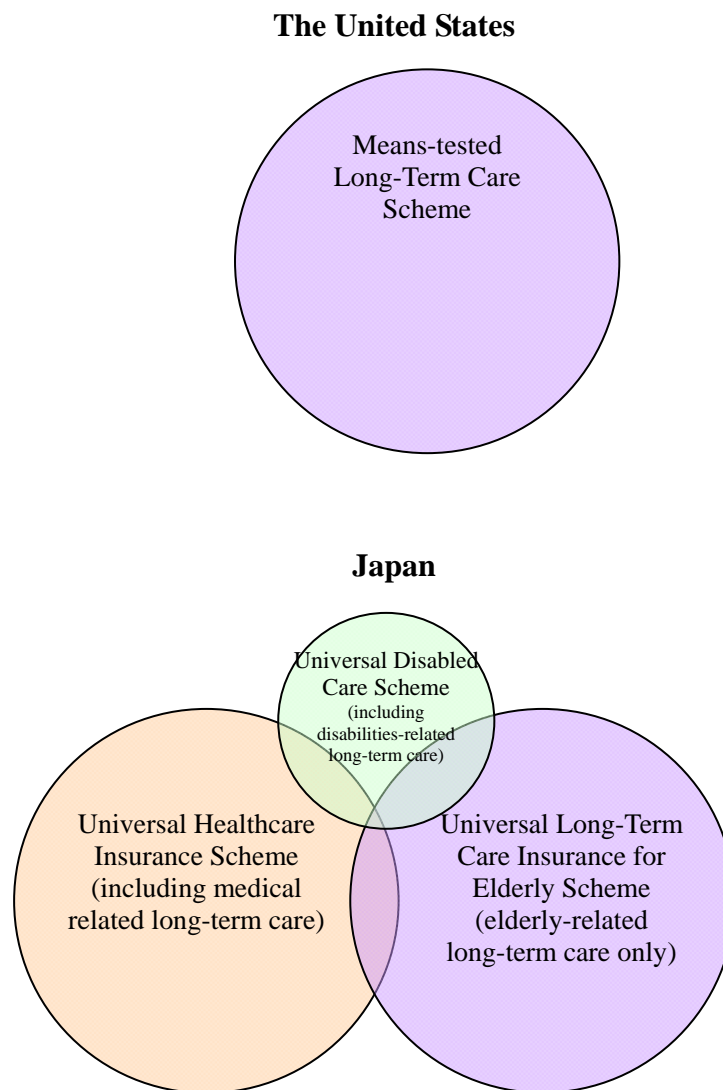 The United States
Means-tested
Long-Term Care
Scheme
Japan
Universal Disabled
Care Scheme
(including
disabilities-related
long-term care)
Universal Healthcare
Insurance Scheme
(including medical
related long-term care)
Universal Long-Term
Care Insurance for
Elderly Scheme
(elderly-related
long-term care only)